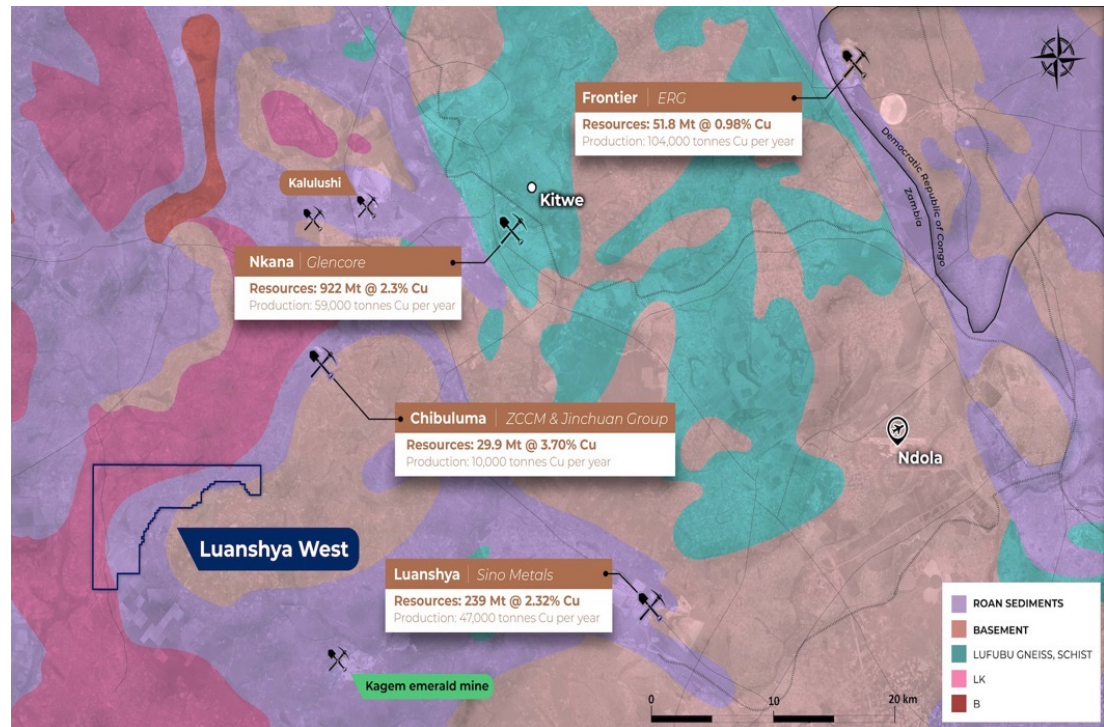 Frontier | ERG
Resources: 51.8 Mt @ 0.98% Cu
Production: 104,000 tonnes Cu per year
Democratic Republic of Congo
Zambia
Kalulushi
Kitwe
Nkana | Glencore
Resources: 922 Mt @ 2.3% Cu
Production: 59,000 tonnes Cu per year
Chibuluma | ZCCM & Jinchuan Group
Resources: 29.9 Mt @ 3.70% Cu
Production: 10,000 tonnes Cu per year
Ndola
Luanshya West
Luanshya | Sino Metals
Resources: 239 Mt @ 2.32% Cu
Production: 47,000 tonnes Cu per year
Kagem emerald mine
ROAN SEDIMENTS
BASEMENT
LUFUBU GNEISS, SCHIST
LK
B
0 10 20 km